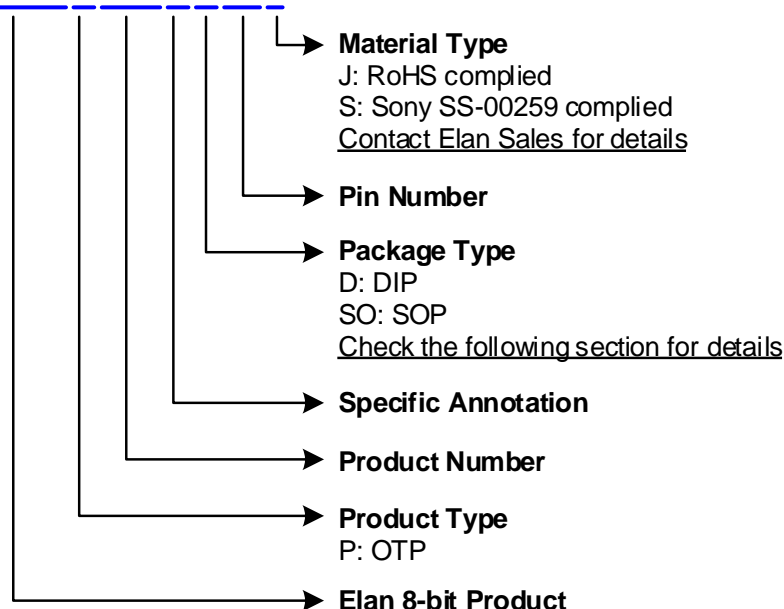 Material Type
J: RoHS complied
S: Sony SS-00259 complied
Contact Elan Sales for details
Pin Number
Package Type
D: DIP
SO: SOP
Check the following section for details
Specific Annotation
Product Number
Product Type
P: OTP
Elan 8-bit Product